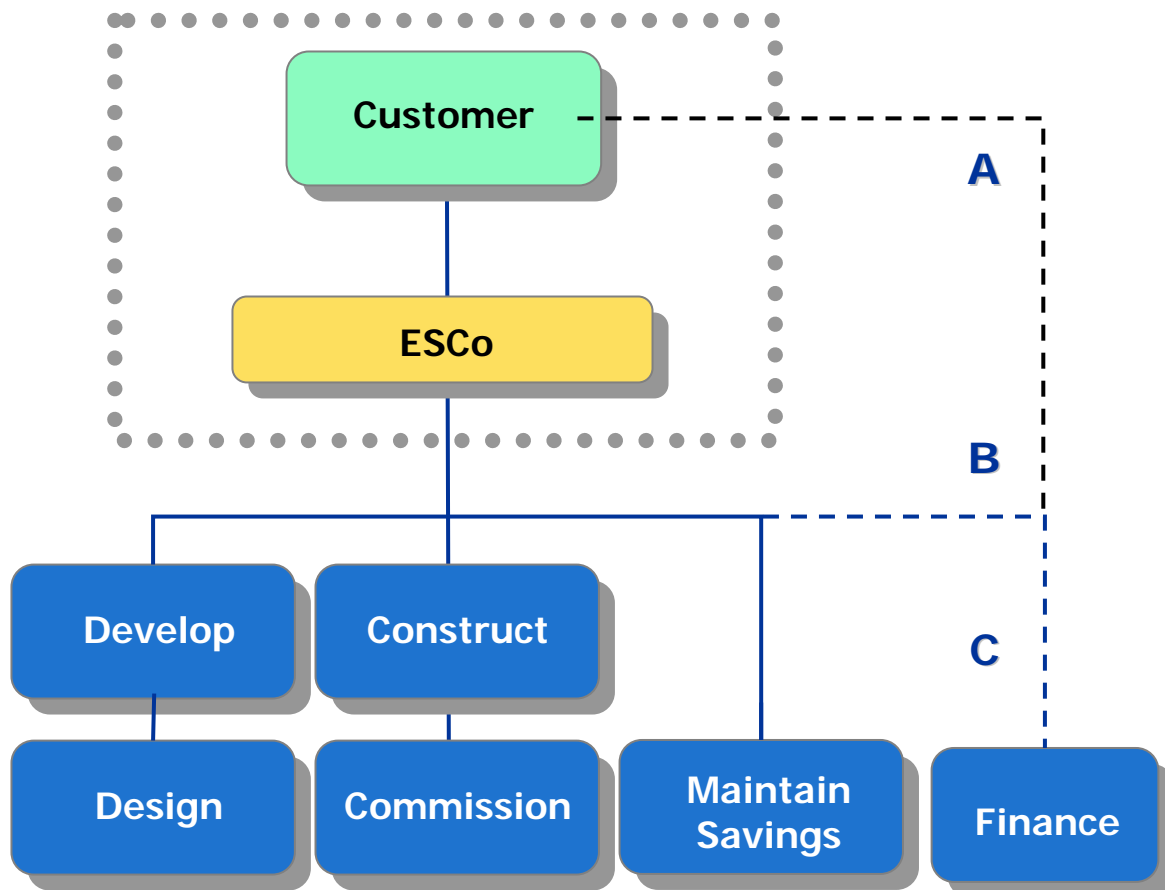 Customer
A
ESCo
B
Develop
Construct
C
Design
Commission
Maintain
Savings
Finance